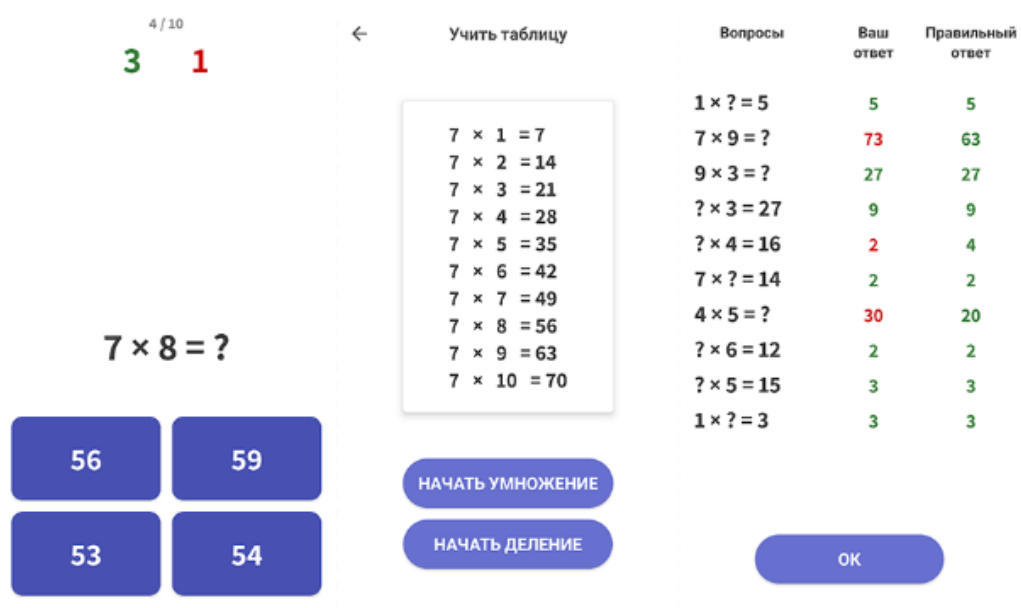 4 / 10
3 1
7 × 8 = ?
56 59
53 54
Учить таблицу
7 × 1 = 7
7 × 2 = 14
7 × 3 = 21
7 × 4 = 28
7 × 5 = 35
7 × 6 = 42
7 × 7 = 49
7 × 8 = 56
7 × 9 = 63
7 × 10 = 70
НАЧАТЬ УМНОЖЕНИЕ
НАЧАТЬ ДЕЛЕНИЕ
Вопросы Ваш Правильный
ответ ответ
1 × ? = 5 5 5
7 × 9 = ? 73 63
9 × 3 = ? 27 27
? × 3 = 27 9 9
? × 4 = 16 2 4
7 × ? = 14 2 2
4 × 5 = ? 30 20
? × 6 = 12 2 2
? × 5 = 15 3 3
1 × ? = 3 3 3
ОК